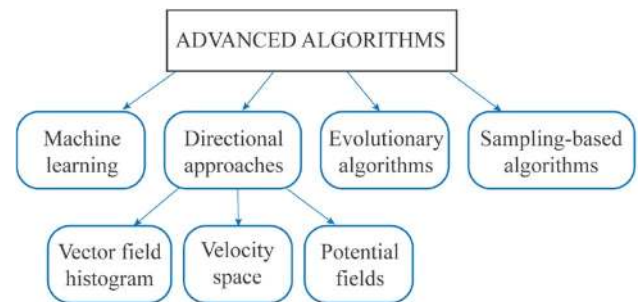 ADVANCED ALGORITHMS
Machine
learning
Directional
approaches
Evolutionary
algorithms
Sampling-based
algorithms
Vector field
histogram
Velocity
space
Potential
fields